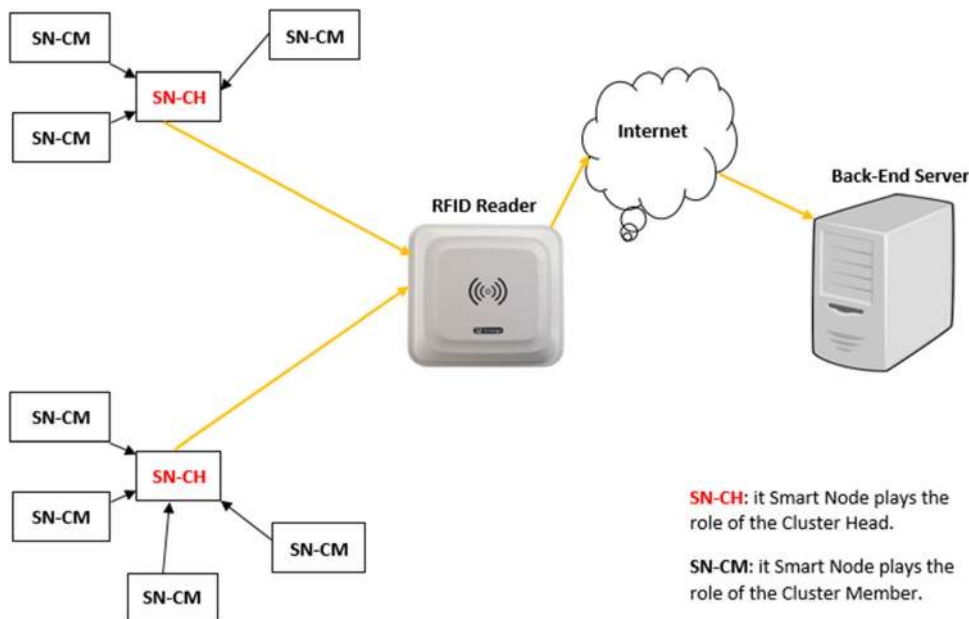 SN-CM
SN-CM
SN-CH
SN-CM
Internet
Back-End Server
RFID Reader
SN-CM
SN-CH
SN-CM
SN-CM
SN-CM
SN-CH: it Smart Node plays the
role of the Cluster Head.
SN-CM: it Smart Node plays the
role of the Cluster Member.